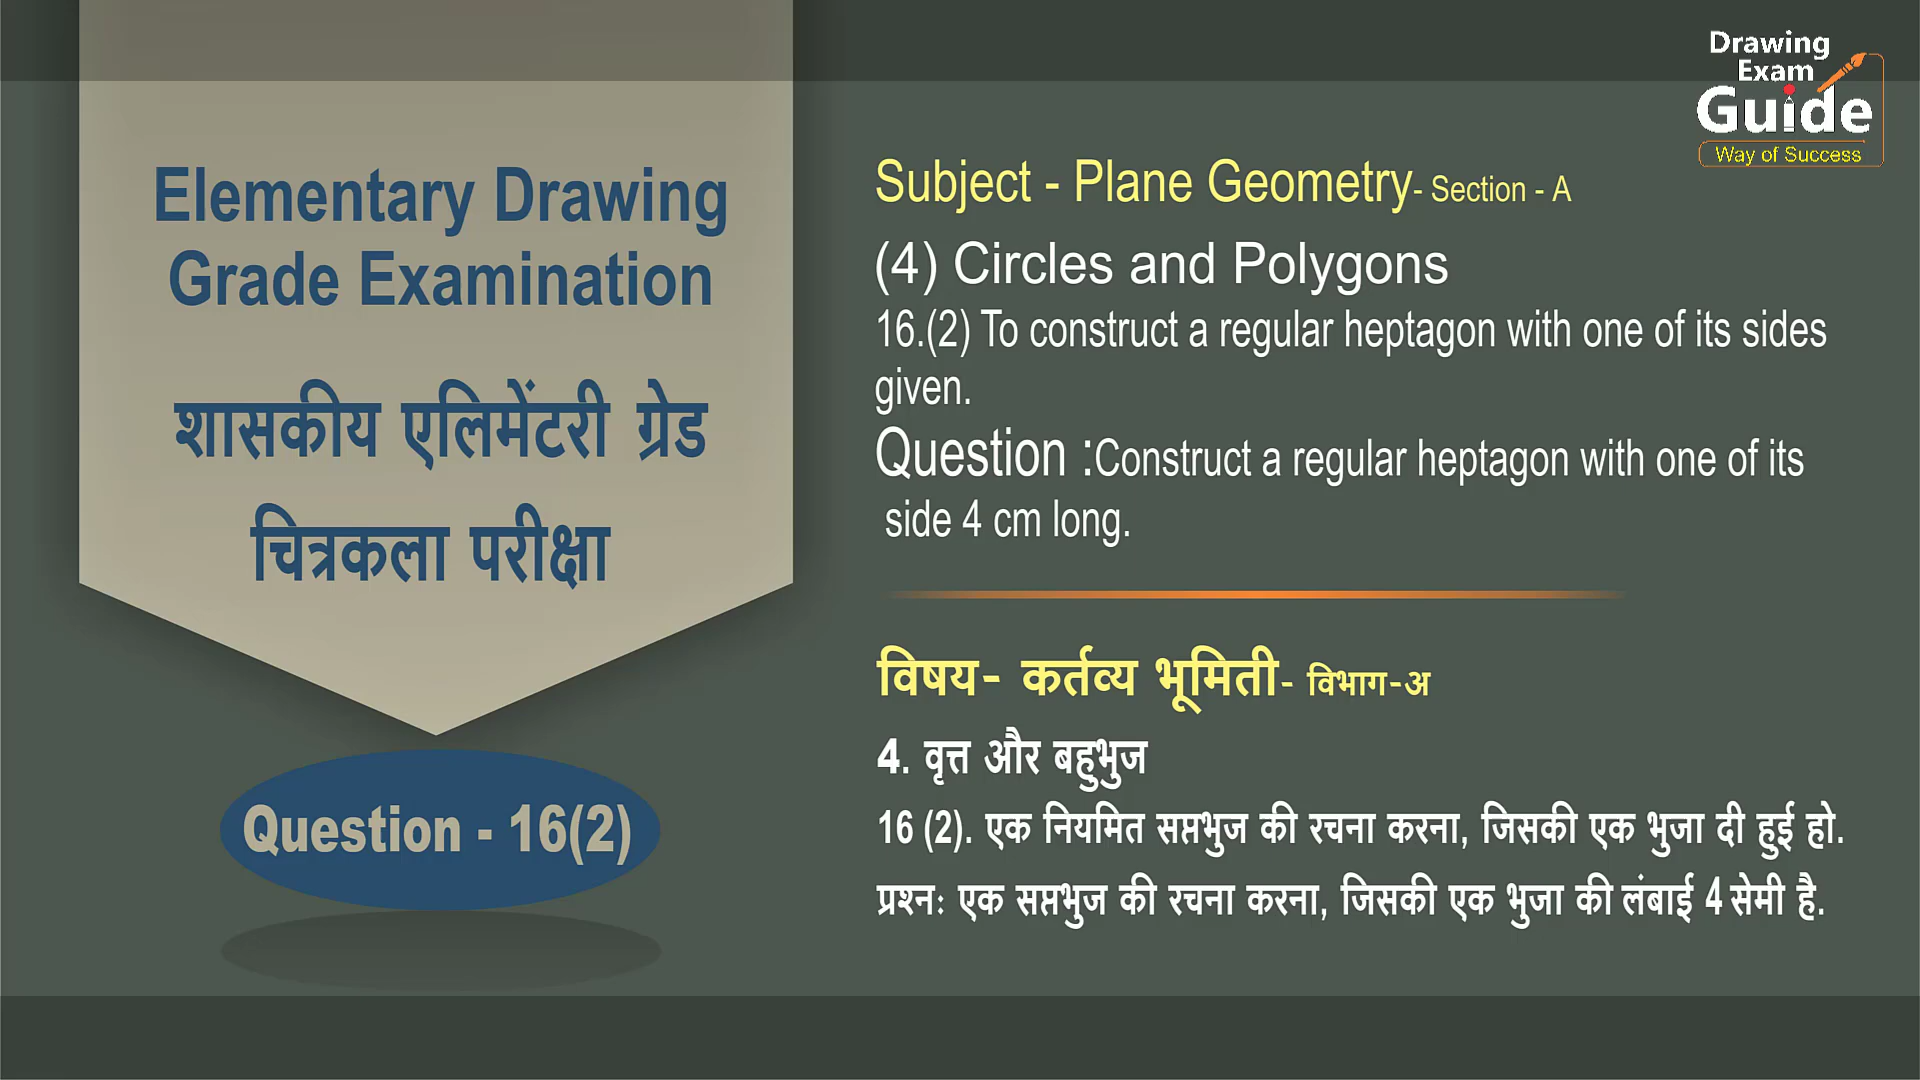 Drawing
Exam
Guide
Way of Success
Elementary Drawing
Grade Examination
शासकीय एलिमेंटरी ग्रेड
चित्रकला परीक्षा
Question - 16(2)
Subject - Plane Geometry- Section - A
(4) Circles and Polygons
16.(2) To construct a regular heptagon with one of its sides
given.
Question :Construct a regular heptagon with one of its
side 4 cm long.
विषय- कर्तव्य भूमिती- विभाग-अ
4. वृत्त और बहुभुज
16 (2). एक नियमित सप्तभुज की रचना करना, जिसकी एक भुजा दी हुई हो.
प्रश्नः एक सप्तभुज की रचना करना, जिसकी एक भुजा की लंबाई 4 सेमी है.